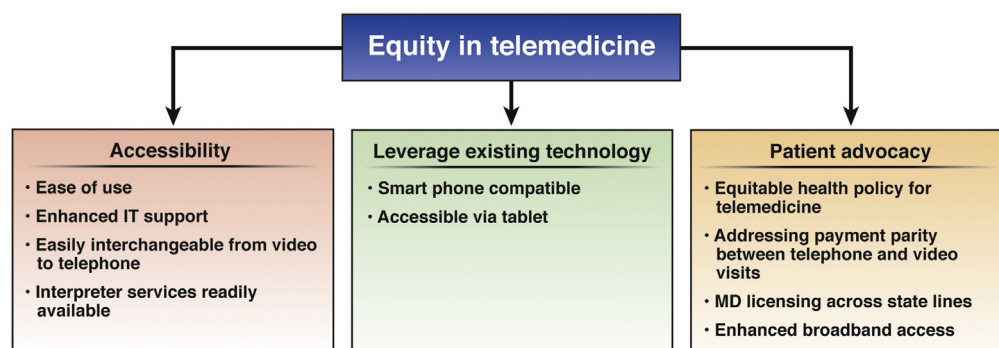 Equity in telemedicine
Accessibility
· Ease of use
· Enhanced IT support
· Easily interchangeable from video
to telephone
· Interpreter services readily
available
Leverage existing technology
· Smart phone compatible
· Accessible via tablet
Patient advocacy
· Equitable health policy for
telemedicine
· Addressing payment parity
between telephone and video
visits
· MD licensing across state lines
· Enhanced broadband access